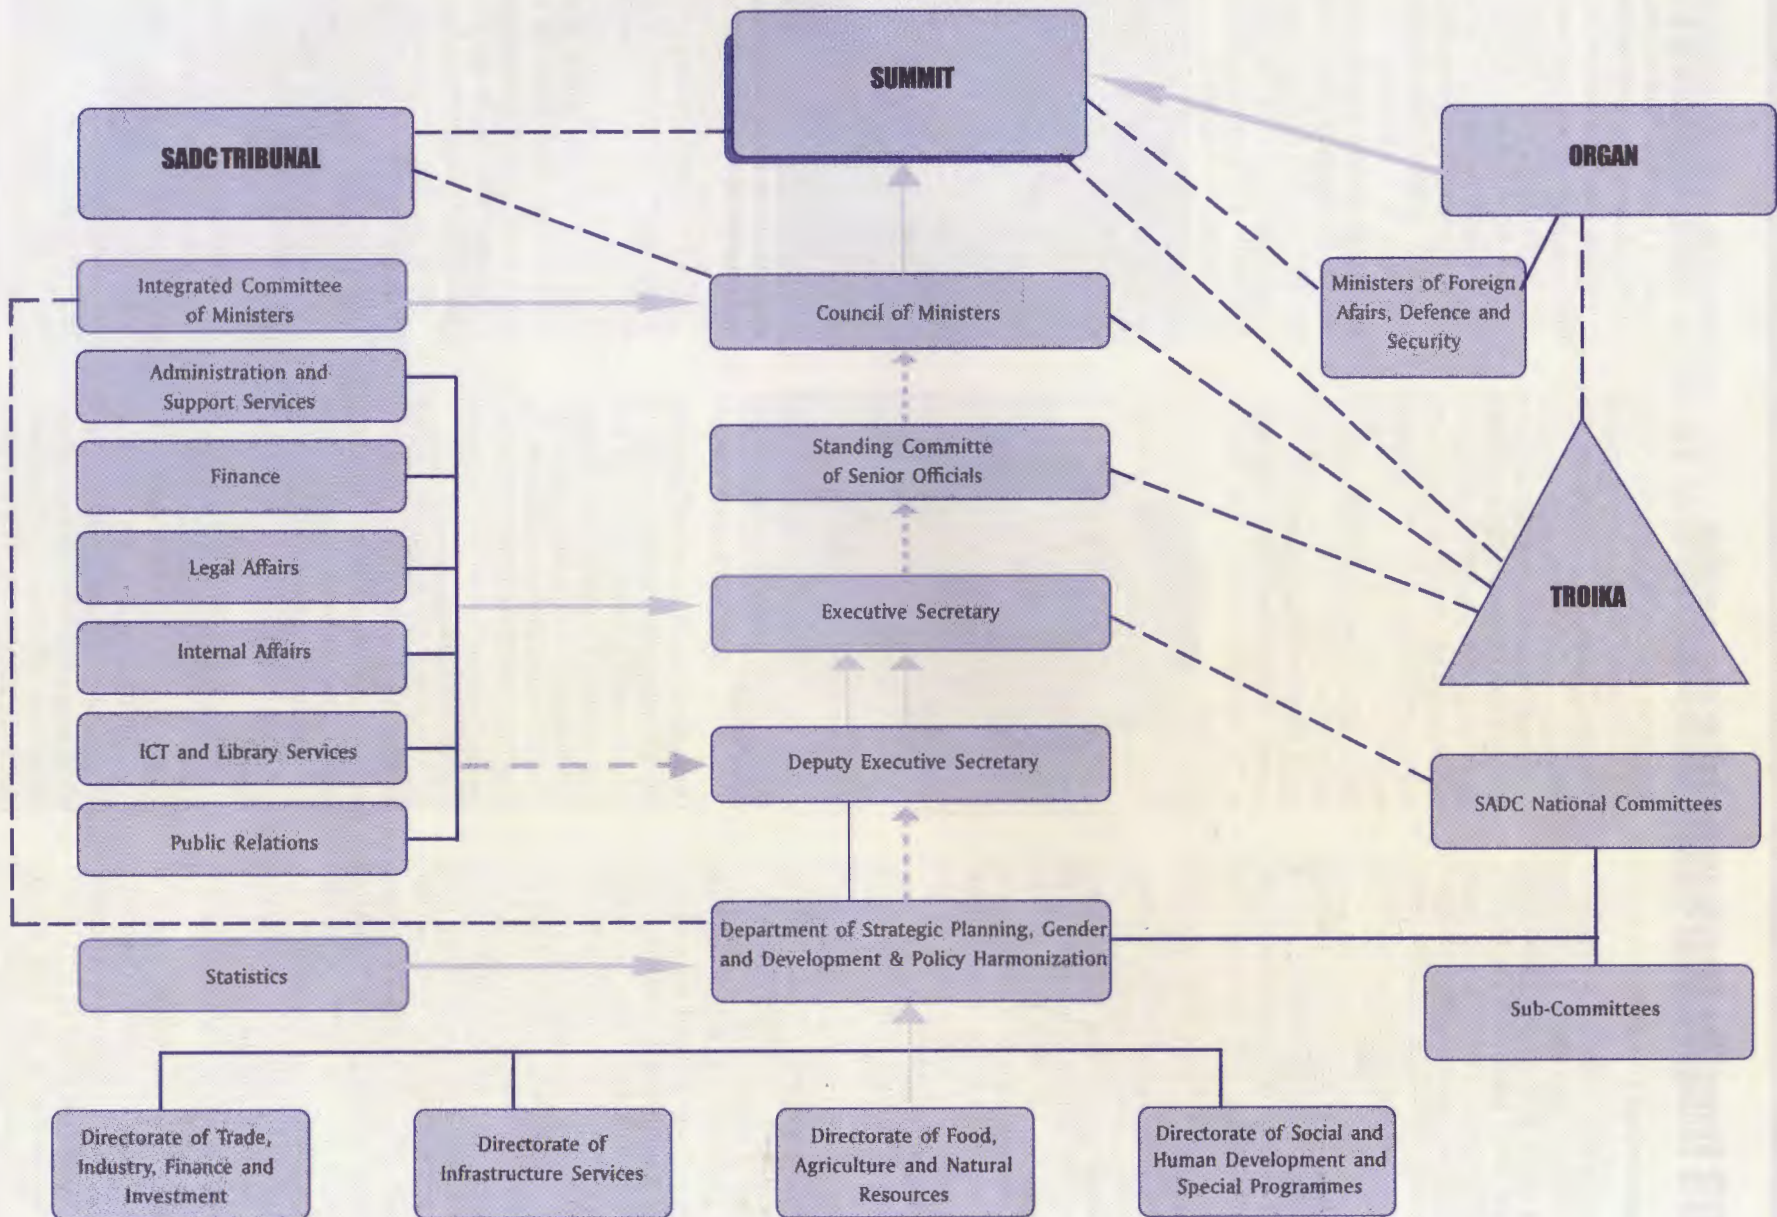 SUMMIT
SADC TRIBUNAL
ORGAN
Integrated Committee
of Ministers
Council of Ministers
Ministers of Foreign
Afairs, Defence and
Security
Administration and
Support Services
Finance
Standing Committe
of Senior Officials
Legal Affairs
Executive Secretary
TROIKA
Internal Affairs
ICT and Library Services
Deputy Executive Secretary
SADC National Committees
Public Relations
Department of Strategic Planning, Gender
and Development & Policy Harmonization
Statistics
Sub-Committees
Directorate of Trade,
Industry, Finance and
Investment
Directorate of
Infrastructure Services
Directorate of Food,
Agriculture and Natural
Resources
Directorate of Social and
Human Development and
Special Programmes